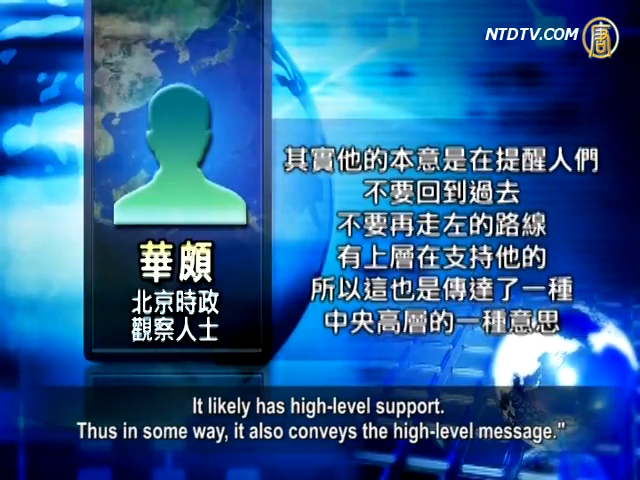 NTDTV.COM
唐
其實他的本意是在提醒人們
不要回到過去
不要再走左的路線
有上層在支持他的
所以這也是傳達了一種
中央高層的一種意思
華頗
北京時政
觀察人士
It likely has high-level support.
Thus in some way, it also conveys the high-level message."